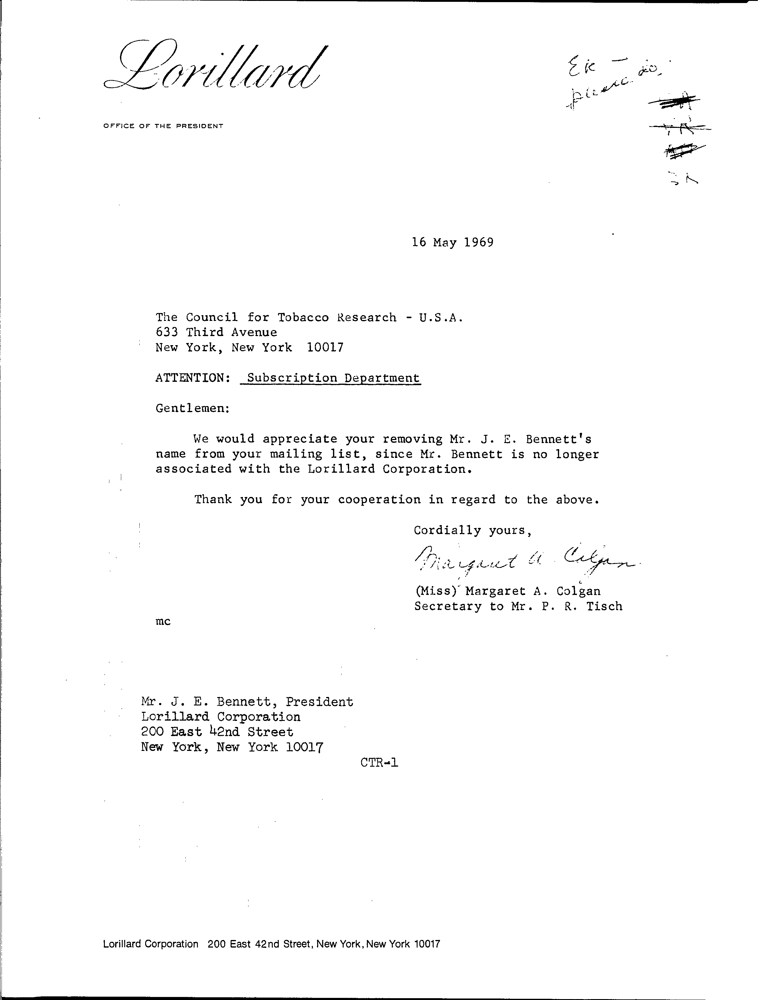 Lorillard
please do.
OFFICE OF THE PRESIDENT
16 May 1969
The Council for Tobacco Research - U.S.A.
633 Third Avenue
New York, New York 10017
ATTENTION: Subscription Department
Gentlemen:
We would appreciate your removing Mr. J. E. Bennett's
name from your mailing list, since Mr. Bennett is no longer
associated with the Lorillard Corporation.
Thank you for your cooperation in regard to the above.
Cordially yours,
Margaret A. Colgan
(Miss) Margaret A. Colgan
Secretary to Mr. P. R. Tisch
mc
Mr. J. E. Bennett, President
Lorillard Corporation
200 East 42nd Street
New York, New York 10017
CTR-1
Lorillard Corporation 200 East 42nd Street, New York, New York 10017